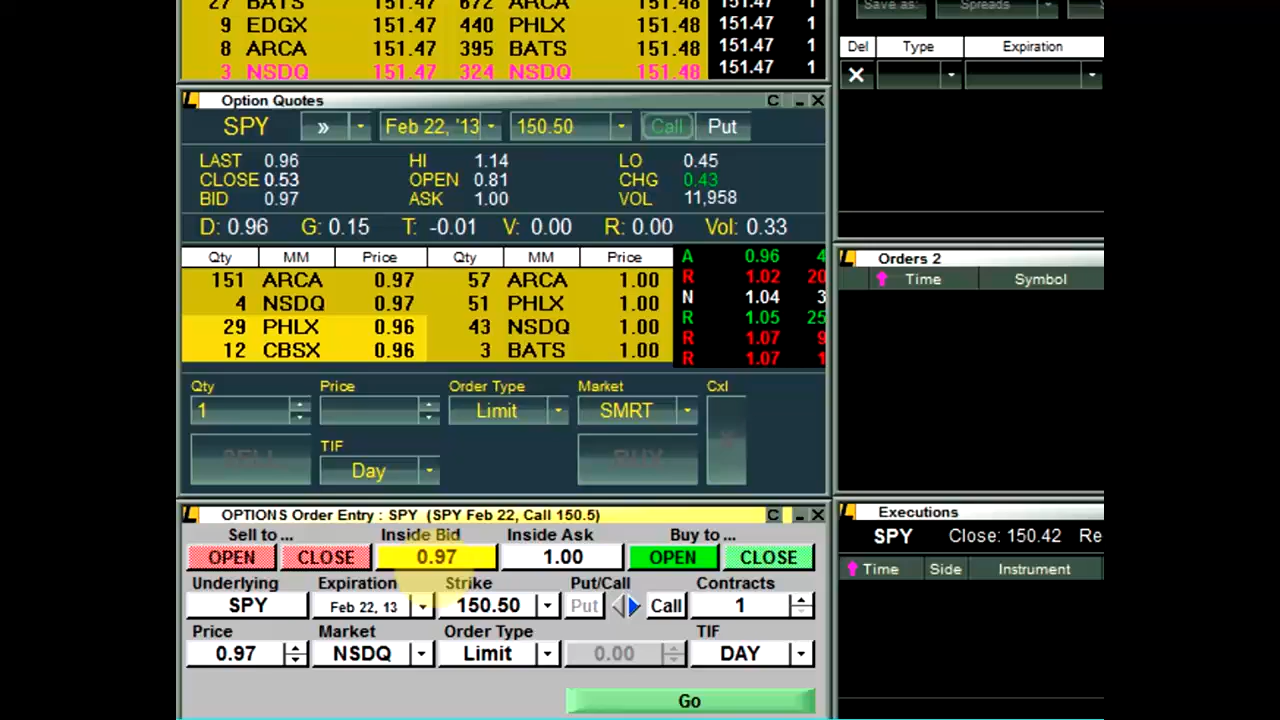 27 BATS 151.47 672 ARCA 151.48
9 EDGX 151.47 440 PHLX 151.48 151.47 1
8 ARCA 151.47 395 BATS 151.48 151.47 1
3 NSDQ 151.47 324 NSDQ 151.48 151.47 1
Option Quotes C
SPY » Feb 22, '13 150.50 Call Put
LAST 0.96 HI 1.14 LO 0.45
CLOSE 0.53 OPEN 0.81 CHG 0.43
BID 0.97 ASK 1.00 VOL 11,958
D: 0.96 G: 0.15 T: -0.01 V: 0.00 R: 0.00 Vol: 0.33
Qty MM Price Qty MM Price A 0.96 4
151 ARCA 0.97 57 ARCA 1.00 R 1.02 20
4 NSDQ 0.97 51 PHLX 1.00 N 1.04 3
29 PHLX 0.96 43 NSDQ 1.00 R 1.05 25
12 CBSX 0.96 3 BATS 1.00 R 1.07 9
R 1.07 1
Qty Price Order Type Market Cxl
1 Limit SMRT
SELL TIF BUY X
Day
OPTIONS Order Entry : SPY (SPY Feb 22, Call 150.5) C
Sell to ... Inside Bid Inside Ask Buy to ...
OPEN CLOSE 0.97 1.00 OPEN CLOSE
Underlying Expiration Strike Put/Call Contracts
SPY Feb 22, 13 150.50 Put Call 1
Price Market Order Type TIF
0.97 NSDQ Limit 0.00 DAY
Go
Save as: Spreads
Del Type Expiration
Orders 2
Time Symbol
Executions
SPY Close: 150.42 Re
Time Side Instrument